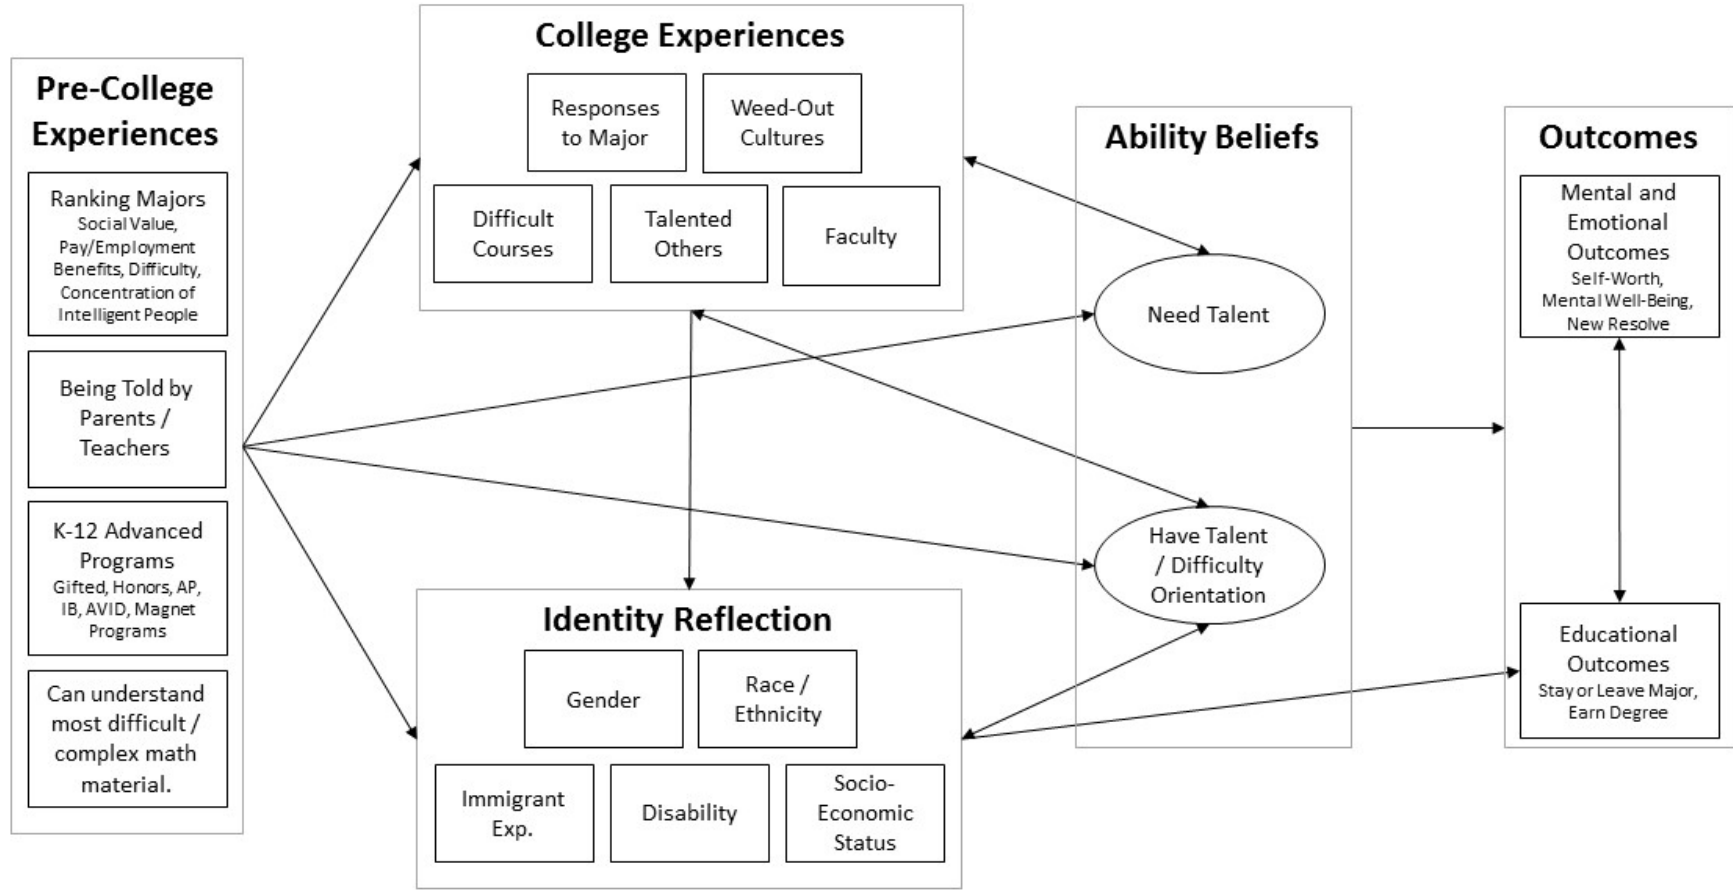 Pre-College
Experiences
Ranking Majors
Social Value,
Pay/Employment
Benefits, Difficulty,
Concentration of
Intelligent People
Being Told by
Parents /
Teachers
K-12 Advanced
Programs
Gifted, Honors, AP,
IB, AVID, Magnet
Programs
Can understand
most difficult /
complex math
material.
College Experiences
Responses
to Major
Weed-Out
Cultures
Difficult
Courses
Talented
Others
Faculty
Identity Reflection
Gender
Race /
Ethnicity
Immigrant
Exp.
Disability
Socio-
Economic
Status
Ability Beliefs
Need Talent
Have Talent
/ Difficulty
Orientation
Outcomes
Mental and
Emotional
Outcomes
Self-Worth,
Mental Well-Being,
New Resolve
Educational
Outcomes
Stay or Leave Major,
Earn Degree